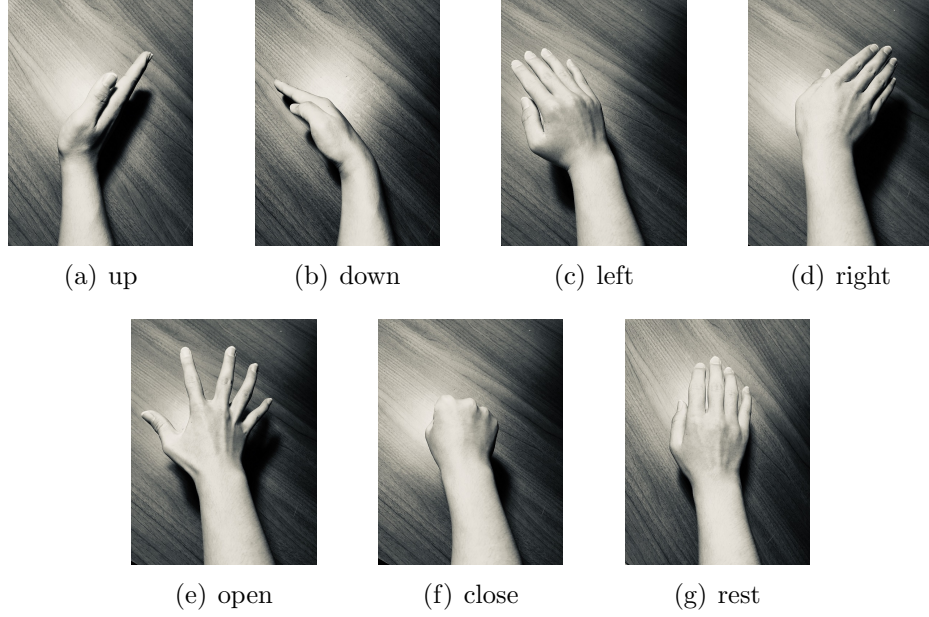 (a) up
(b) down
(c) left
(d) right
(e) open
(f) close
(g) rest